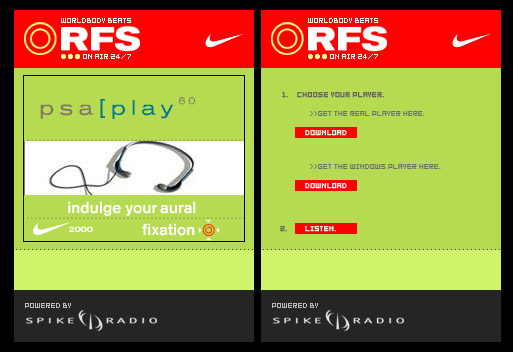 WORLDBODY BEATS
RFS
ON AIR 24/7
psa[play 60
indulge your aural
2000
fixation
POWERED BY
SPIKE RADIO
WORLDBODY BEATS
RFS
ON AIR 24/7
1. CHOOSE YOUR PLAYER.
>>GET THE REAL PLAYER HERE.
DOWNLOAD
>>GET THE WINDOWS PLAYER HERE.
DOWNLOAD
2. LISTEN.
POWERED BY
SPIKE RADIO